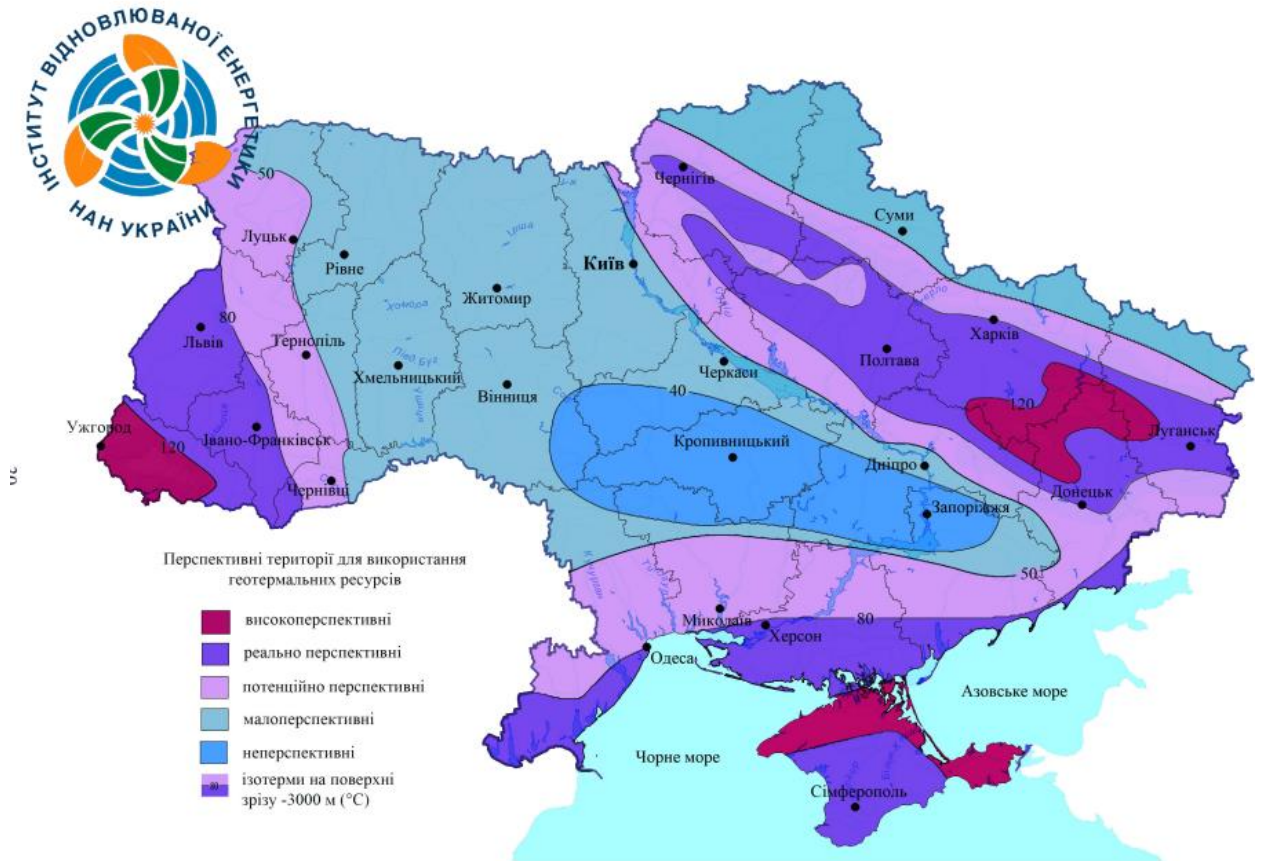 ІНСТИТУТ ВІДНОВЛЮВАНОЇ ЕНЕРГЕТИКИ
НАН УКРАЇНИ
50
Чернігів
Суми
Луцьк
Рівне
Київ
Житомир
Харків
80
Львів
Тернопіль
Хмельницький
Вінниця
Черкаси
Полтава
40
120
Ужгород
Івано-Франківськ
120
Кропивницький
Дніпро
Луганськ
Чернівці
Запоріжжя
Донецьк
50
Миколаїв
Херсон
80
Одеса
Азовське море
Чорне море
Сімферополь
Перспективні території для використання
геотермальних ресурсів
високоперспективні
реально перспективні
потенційно перспективні
малоперспективні
неперспективні
80
ізотерми на поверхні
зрізу -3000 м (°C)